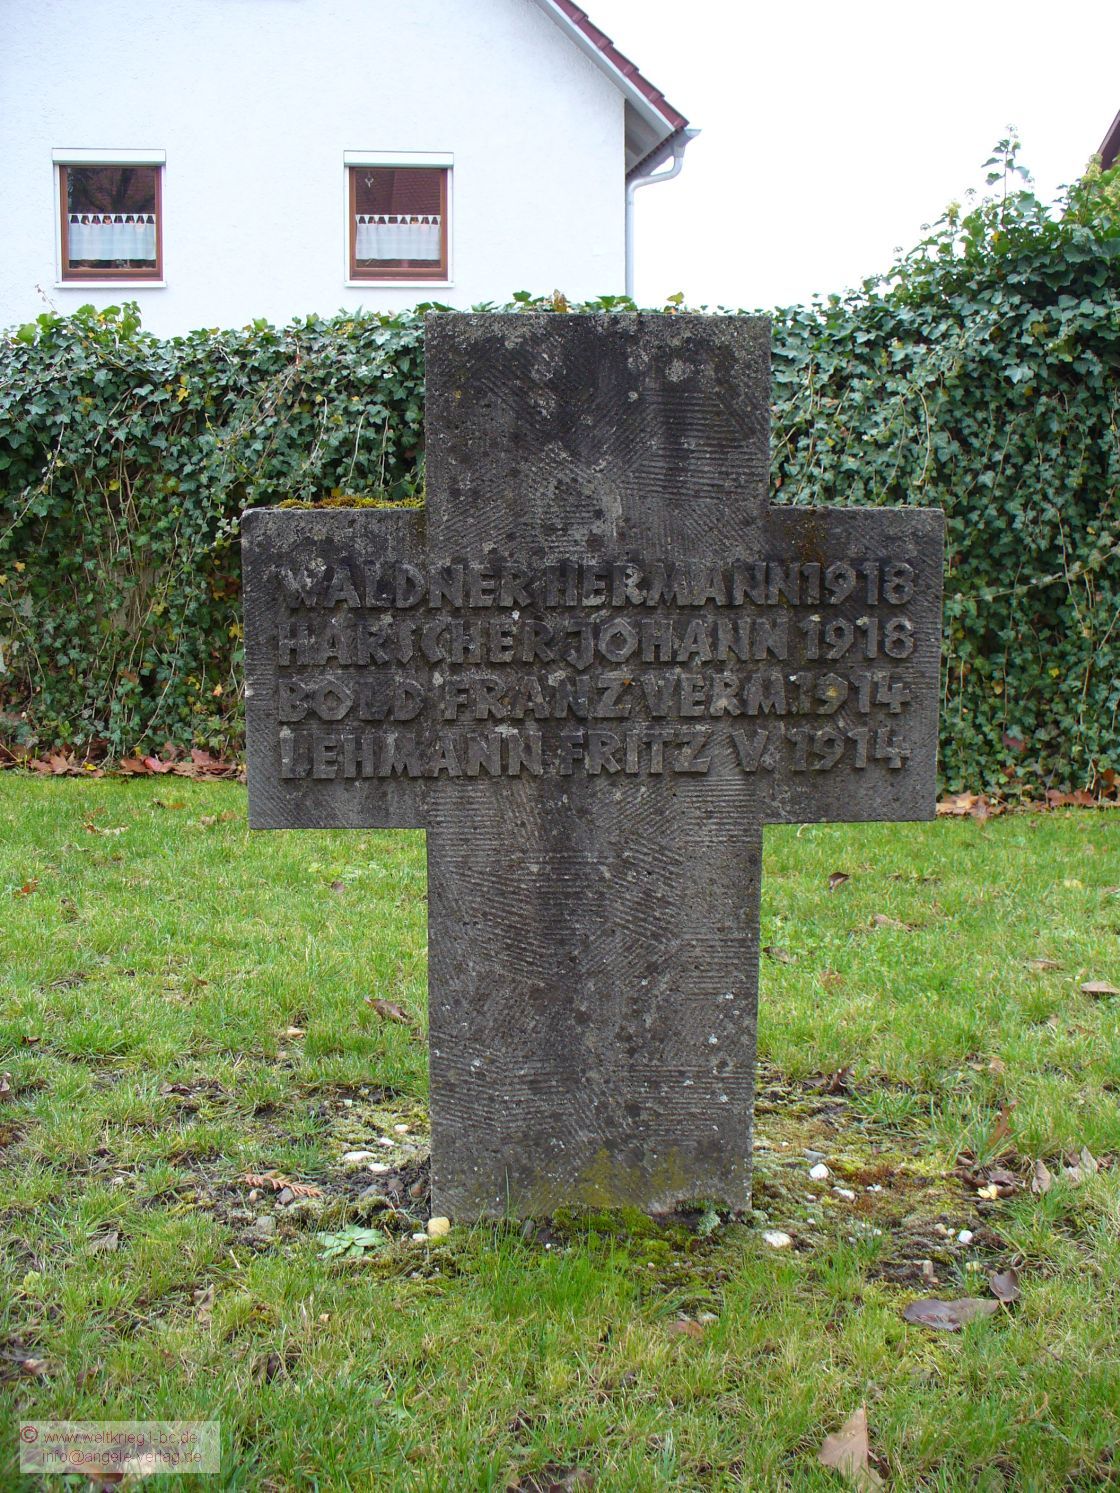 WALDNER HERMANN 1918
HARSCHER JOHANN 1918
BOLD FRANZ VERM 1914
LEHMANN FRITZ V. 1914
© www.weltkrieg1-bc.de
info@angele-verlag.de